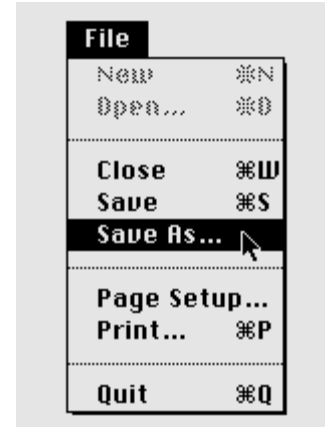 File
New ⌘N
Open... ⌘O
Close ⌘W
Save ⌘S
Save As...
Page Setup...
Print... ⌘P
Quit ⌘Q